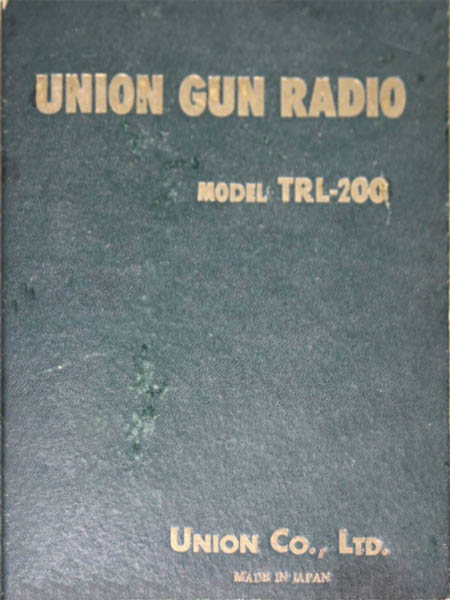 UNION GUN RADIO
MODEL TRL-200
UNION CO., LTD.
MADE IN JAPAN